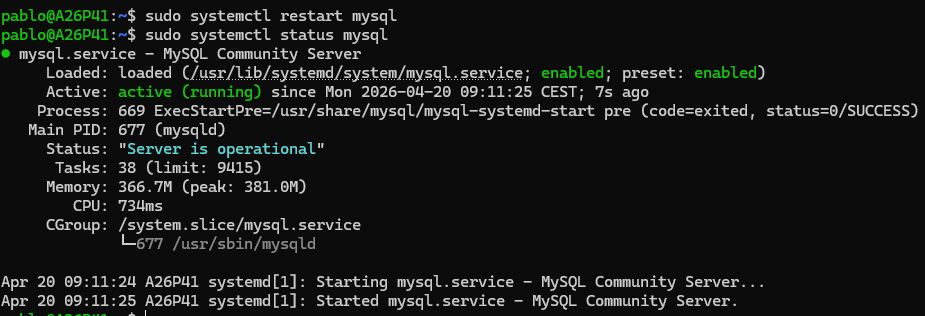 pablo@A26P41:~$ sudo systemctl restart mysql
pablo@A26P41:~$ sudo systemctl status mysql
● mysql.service – MySQL Community Server
     Loaded: loaded (/usr/lib/systemd/system/mysql.service; enabled; preset: enabled)
     Active: active (running) since Mon 2026-04-20 09:11:25 CEST; 7s ago
    Process: 669 ExecStartPre=/usr/share/mysql/mysql-systemd-start pre (code=exited, status=0/SUCCESS)
   Main PID: 677 (mysqld)
     Status: "Server is operational"
      Tasks: 38 (limit: 9415)
     Memory: 366.7M (peak: 381.0M)
        CPU: 734ms
     CGroup: /system.slice/mysql.service
             └─677 /usr/sbin/mysqld

Apr 20 09:11:24 A26P41 systemd[1]: Starting mysql.service – MySQL Community Server...
Apr 20 09:11:25 A26P41 systemd[1]: Started mysql.service – MySQL Community Server.
pablo@A26P41:~$